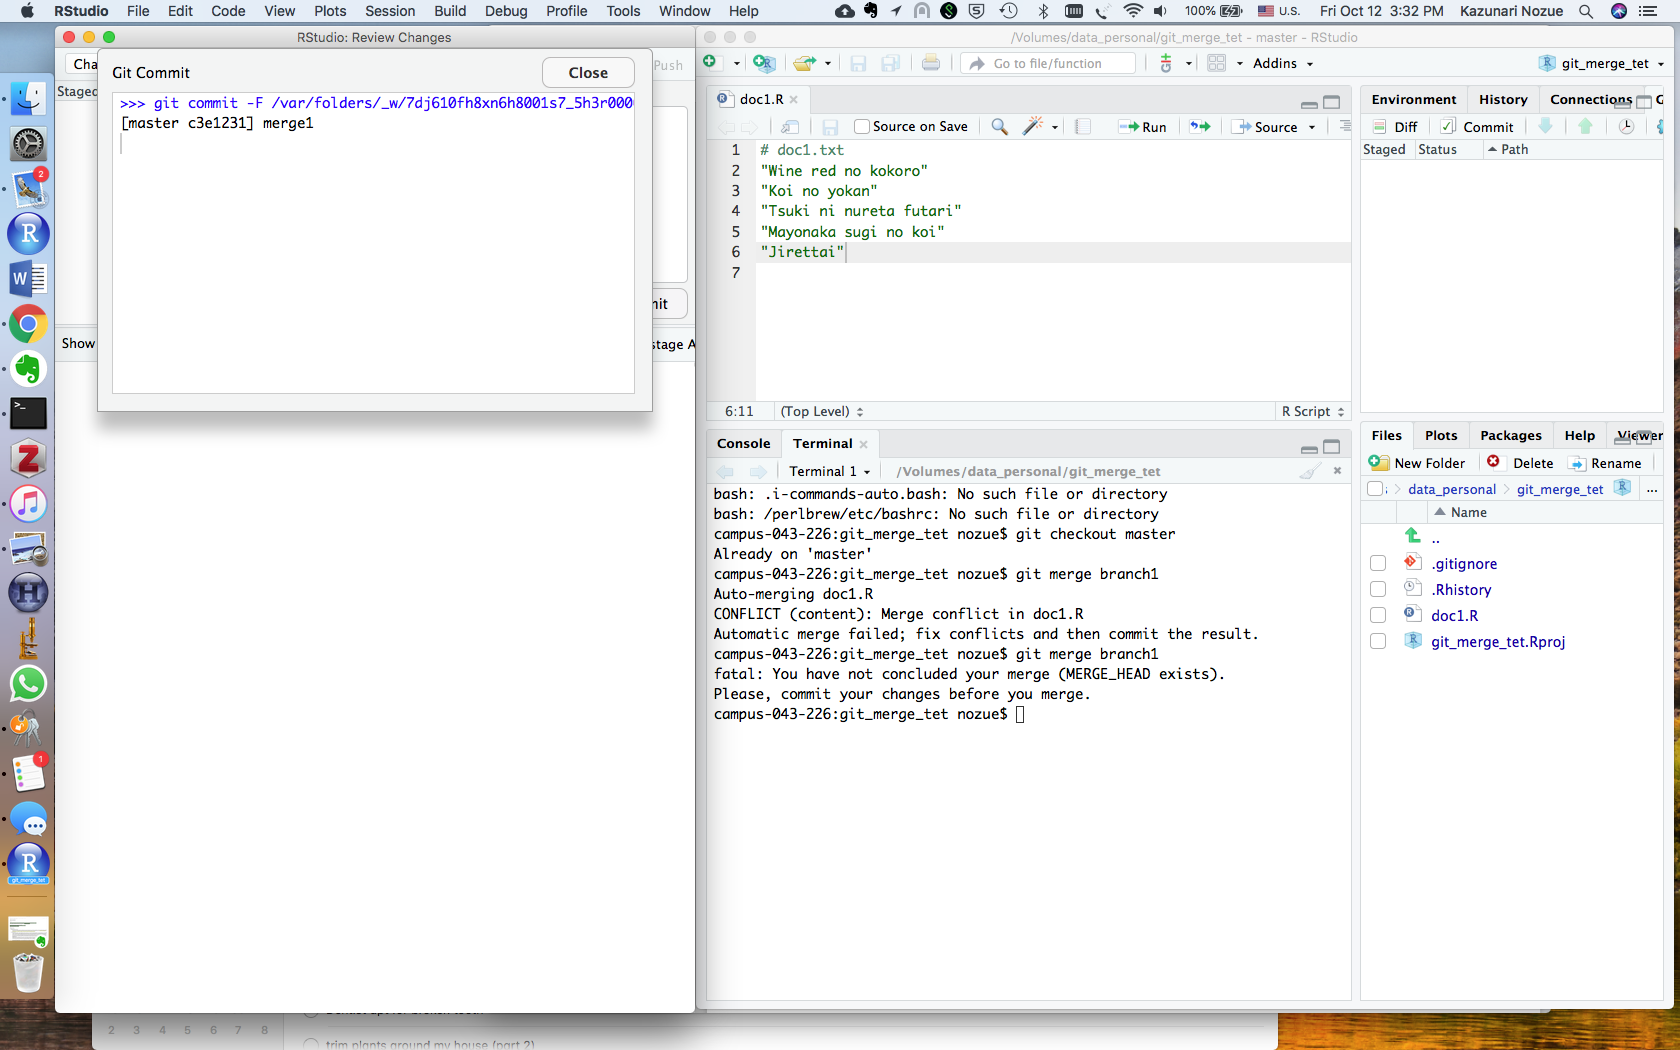 RStudio File Edit Code View Plots Session Build Debug Profile Tools Window Help 100% U.S. Fri Oct 12 3:32 PM Kazunari Nozue
RStudio: Review Changes
Cha
Push
Staged
Git Commit
Close
>>> git commit -F /var/folders/_w/7dj610fh8xn6h8001s7_5h3r000
[master c3e1231] merge1
nit
Show
stage A
/Volumes/data_personal/git_merge_tet - master - RStudio
Go to file/function
Addins
git_merge_tet
doc1.R
Source on Save
Run
Source
1 # doc1.txt
2 "Wine red no kokoro"
3 "Koi no yokan"
4 "Tsuki ni nureta futari"
5 "Mayonaka sugi no koi"
6 "Jirettai"
7
6:11 (Top Level) R Script
Console Terminal
Terminal 1 /Volumes/data_personal/git_merge_tet
bash: .i-commands-auto.bash: No such file or directory
bash: /perlbrew/etc/bashrc: No such file or directory
campus-043-226:git_merge_tet nozue$ git checkout master
Already on 'master'
campus-043-226:git_merge_tet nozue$ git merge branch1
Auto-merging doc1.R
CONFLICT (content): Merge conflict in doc1.R
Automatic merge failed; fix conflicts and then commit the result.
campus-043-226:git_merge_tet nozue$ git merge branch1
fatal: You have not concluded your merge (MERGE_HEAD exists).
Please, commit your changes before you merge.
campus-043-226:git_merge_tet nozue$
Environment History Connections G
Diff Commit
Staged Status Path
Files Plots Packages Help Viewer
New Folder Delete Rename
data_personal git_merge_tet ...
Name
..
.gitignore
.Rhistory
doc1.R
git_merge_tet.Rproj
2
1
git_merge_tet
2 3 4 5 6 7 8
trim plants around my house (part 2)